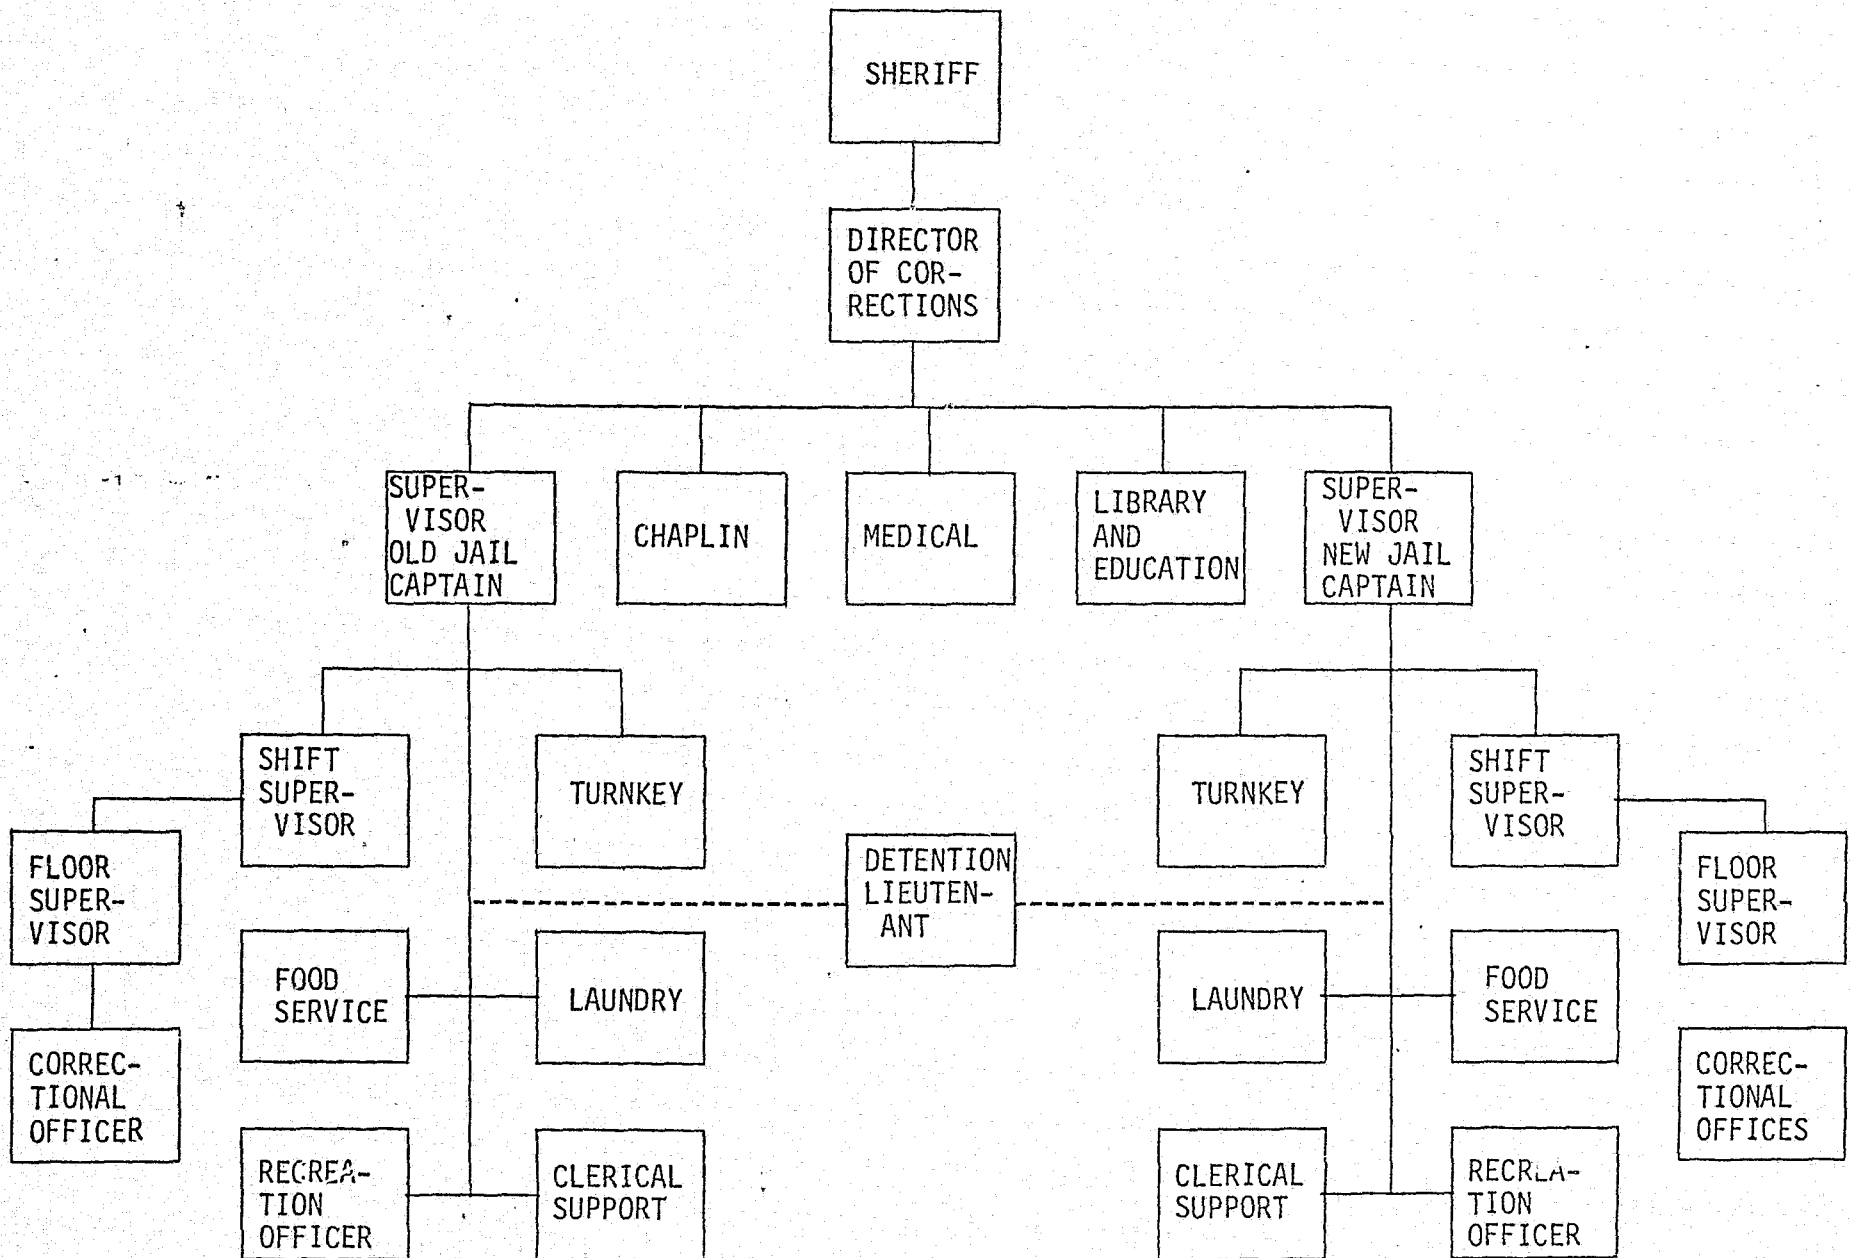 SHERIFF
DIRECTOR
OF COR-
RECTIONS
SUPER-
VISOR
OLD JAIL
CAPTAIN
CHAPLIN
MEDICAL
LIBRARY
AND
EDUCATION
SUPER-
VISOR
NEW JAIL
CAPTAIN
SHIFT
SUPER-
VISOR
TURNKEY
TURNKEY
SHIFT
SUPER-
VISOR
FLOOR
SUPER-
VISOR
DETENTION
LIEUTEN-
ANT
FLOOR
SUPER-
VISOR
FOOD
SERVICE
LAUNDRY
LAUNDRY
FOOD
SERVICE
CORREC-
TIONAL
OFFICER
CORREC-
TIONAL
OFFICES
RECREA-
TION
OFFICER
CLERICAL
SUPPORT
CLERICAL
SUPPORT
RECREA-
TION
OFFICER